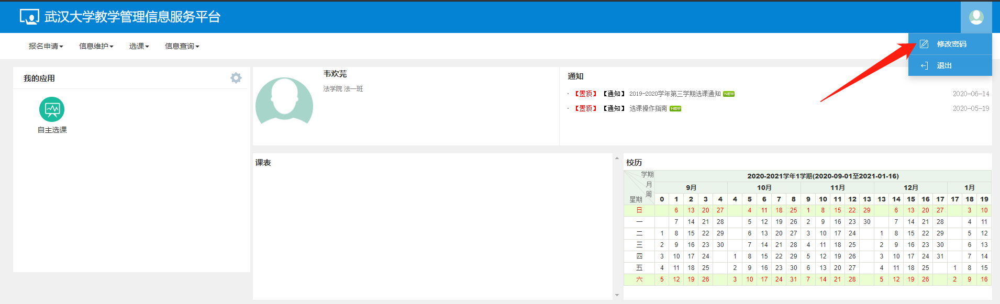 武汉大学教学管理信息服务平台
报名申请 信息维护 选课 信息查询
修改密码
退出
我的应用
自主选课
韦欢芫
法学院 法一班
通知
· 【置顶】 【通知】 2019-2020学年第三学期选课通知 NEW 2020-06-14
· 【置顶】 【通知】 选课操作指南 NEW 2020-05-19
课表
校历
学期 2020-2021学年1学期(2020-09-01至2021-01-16)
月 9月 10月 11月 12月 1月
周
星期 0 1 2 3 4 4 5 6 7 8 9 10 11 12 13 13 14 15 16 17 17 18 19
日 6 13 20 27 4 11 18 25 1 8 15 22 29 6 13 20 27 3 10
一 7 14 21 28 5 12 19 26 2 9 16 23 30 7 14 21 28 4 11
二 1 8 15 22 29 6 13 20 27 3 10 17 24 1 8 15 22 29 5 12
三 2 9 16 23 30 7 14 21 28 4 11 18 25 2 9 16 23 30 6 13
四 3 10 17 24 1 8 15 22 29 5 12 19 26 3 10 17 24 31 7 14
五 4 11 18 25 2 9 16 23 30 6 13 20 27 4 11 18 25 1 8 15
六 5 12 19 26 3 10 17 24 31 7 14 21 28 5 12 19 26 2 9 16